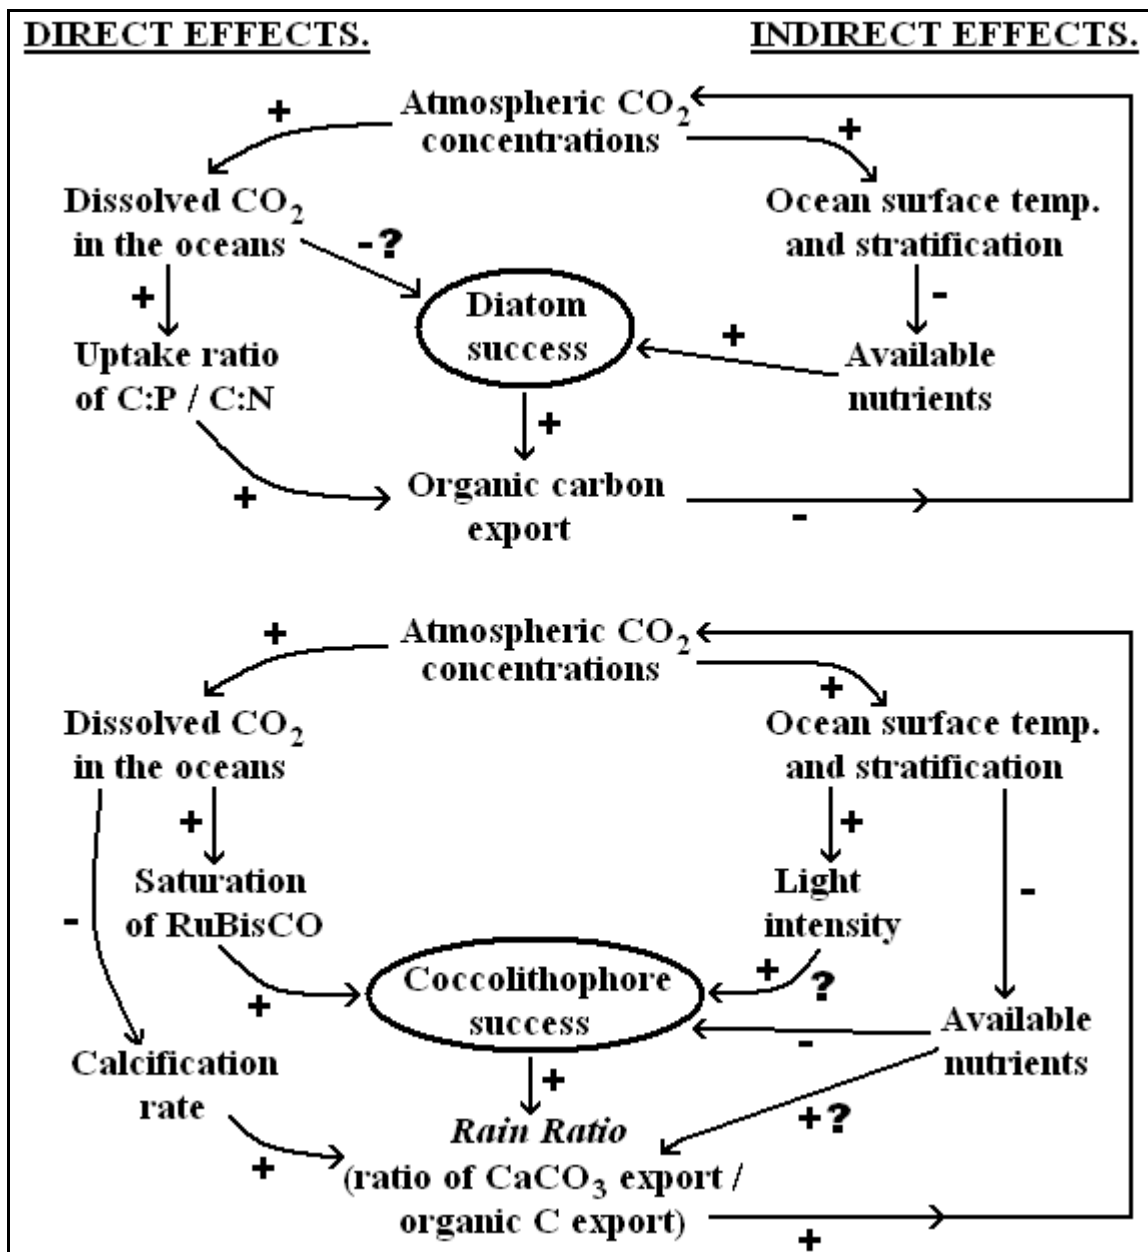 DIRECT EFFECTS.
INDIRECT EFFECTS.
Atmospheric CO₂
concentrations
+
+
Dissolved CO₂
in the oceans
Ocean surface temp.
and stratification
-?
+
-
Diatom
success
+
Uptake ratio
of C:P / C:N
Available
nutrients
+
+
Organic carbon
export
-
Atmospheric CO₂
concentrations
+
+
Dissolved CO₂
in the oceans
Ocean surface temp.
and stratification
+
+
-
-
Saturation
of RuBisCO
Light
intensity
+
+
?
Coccolithophore
success
-
Available
nutrients
Calcification
rate
+
+?
+
Rain Ratio
(ratio of CaCO₃ export /
organic C export)
+